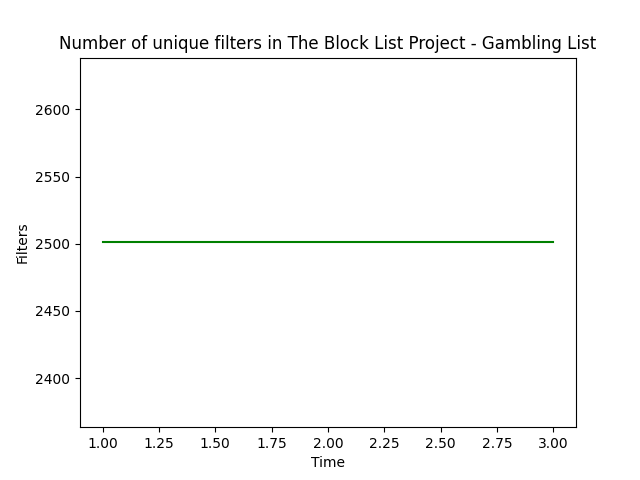 Number of unique filters in The Block List Project - Gambling List
2600
2550
2500
2450
2400
Filters
1.00 1.25 1.50 1.75 2.00 2.25 2.50 2.75 3.00
Time